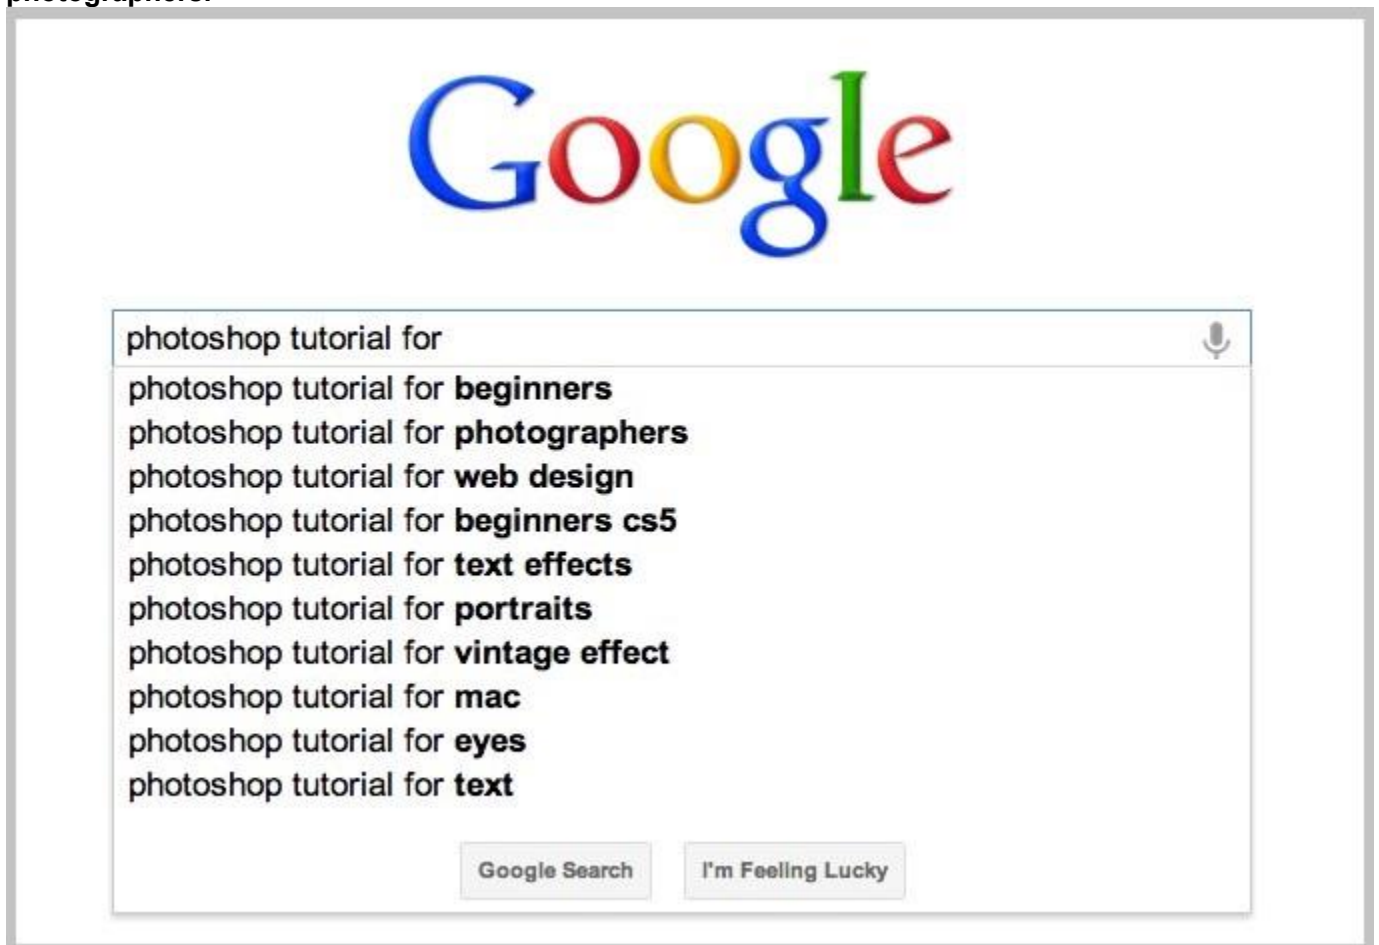 photographers.
Google
photoshop tutorial for
photoshop tutorial for beginners
photoshop tutorial for photographers
photoshop tutorial for web design
photoshop tutorial for beginners cs5
photoshop tutorial for text effects
photoshop tutorial for portraits
photoshop tutorial for vintage effect
photoshop tutorial for mac
photoshop tutorial for eyes
photoshop tutorial for text
Google Search I'm Feeling Lucky